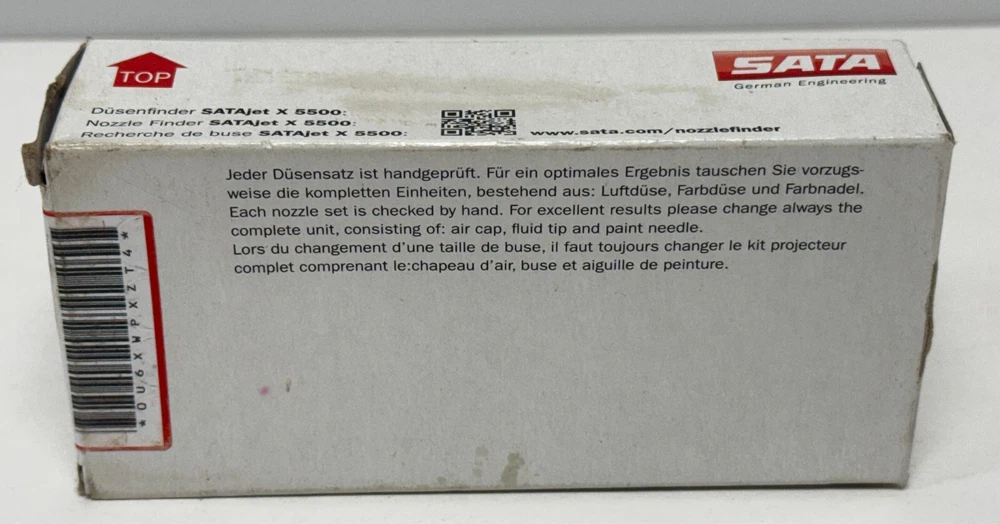 TOP
SATA
German Engineering
Düsenfinder SATAjet X 5500:
Nozzle Finder SATAjet X 5500:
Recherche de buse SATAjet X 5500:
www.sata.com/nozzlefinder
Jeder Düsensatz ist handgeprüft. Für ein optimales Ergebnis tauschen Sie vorzugs-
weise die kompletten Einheiten, bestehend aus: Luftdüse, Farbdüse und Farbnadel.
Each nozzle set is checked by hand. For excellent results please change always the
complete unit, consisting of: air cap, fluid tip and paint needle.
Lors du changement d'une taille de buse, il faut toujours changer le kit projecteur
complet comprenant le:chapeau d'air, buse et aiguille de peinture.
*0U6XWPXZT4*